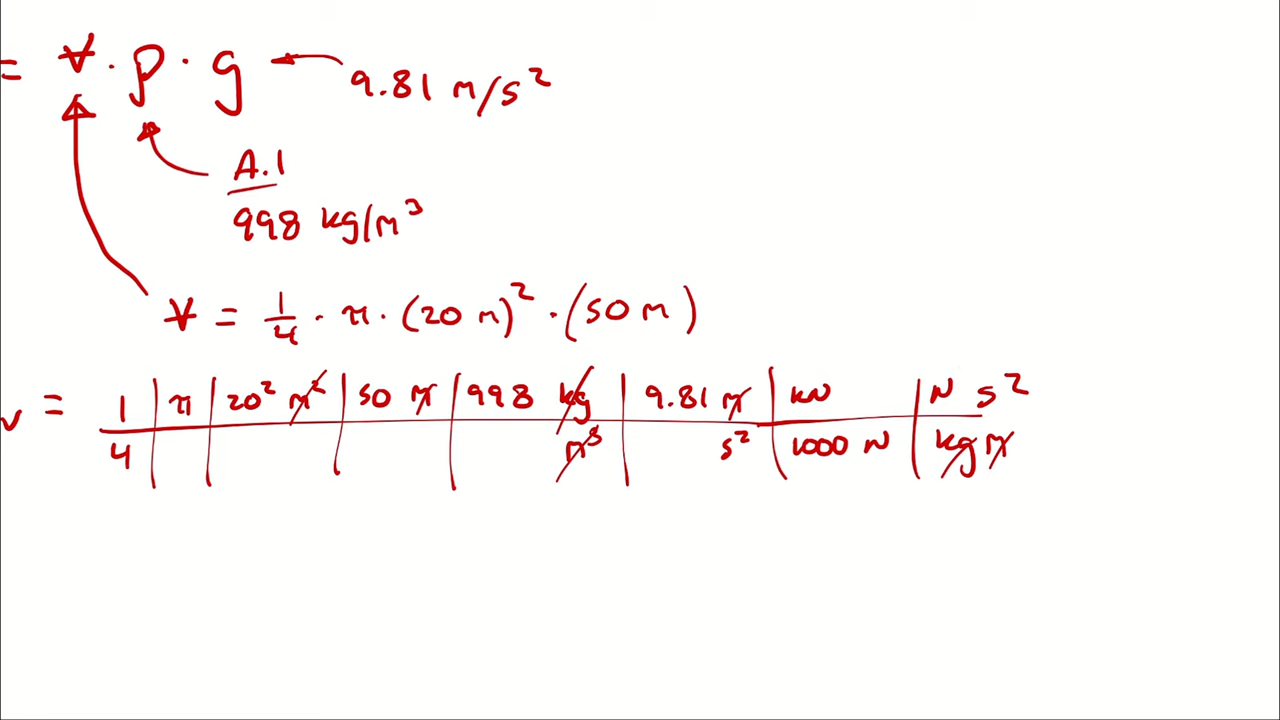 = V · ρ · g 9.81 m/s²
A.1
998 kg/m³
V = 1/4 · π · (20 m)² · (50 m)
v = 1 | π | 20² m² | 50 m | 998 kg | 9.81 m | kN | N s²
4 | m³ | s² | 1000 N | kg m